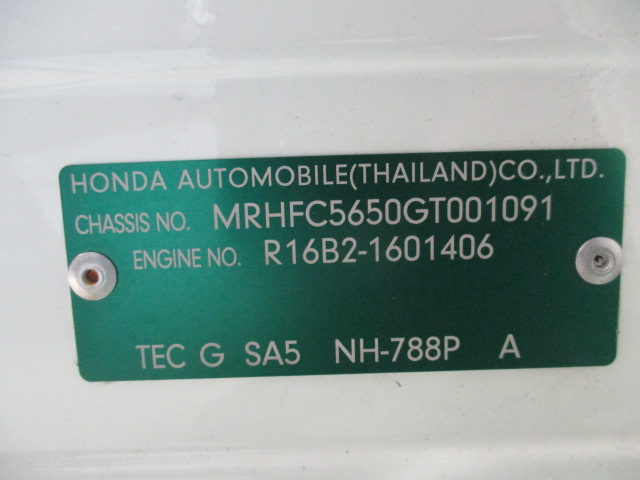 HONDA AUTOMOBILE(THAILAND)CO.,LTD.
CHASSIS NO. MRHFC5650GT001091
ENGINE NO. R16B2-1601406
TEC G SA5 NH-788P A